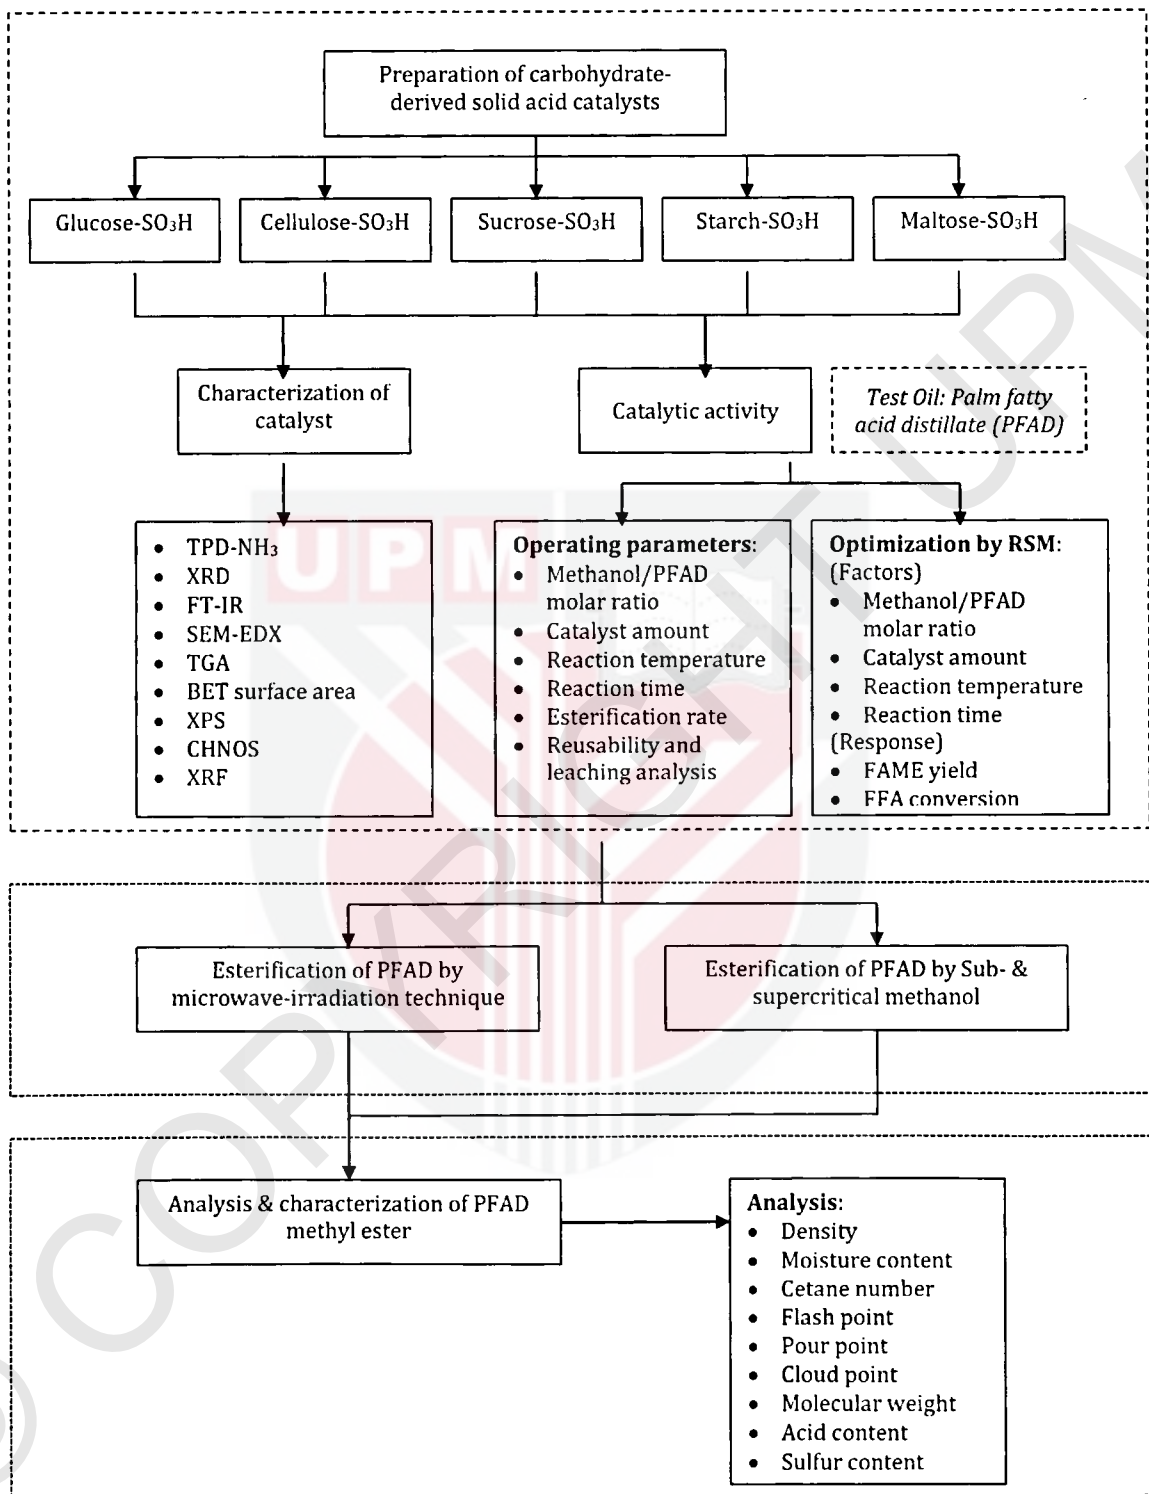 Preparation of carbohydrate-
derived solid acid catalysts
Glucose-SO₃H
Cellulose-SO₃H
Sucrose-SO₃H
Starch-SO₃H
Maltose-SO₃H
Characterization of
catalyst
Catalytic activity
Test Oil: Palm fatty
acid distillate (PFAD)
• TPD-NH₃
• XRD
• FT-IR
• SEM-EDX
• TGA
• BET surface area
• XPS
• CHNOS
• XRF
Operating parameters:
• Methanol/PFAD
molar ratio
• Catalyst amount
• Reaction temperature
• Reaction time
• Esterification rate
• Reusability and
leaching analysis
Optimization by RSM:
(Factors)
• Methanol/PFAD
molar ratio
• Catalyst amount
• Reaction temperature
• Reaction time
(Response)
• FAME yield
• FFA conversion
Esterification of PFAD by
microwave-irradiation technique
Esterification of PFAD by Sub- &
supercritical methanol
Analysis & characterization of PFAD
methyl ester
Analysis:
• Density
• Moisture content
• Cetane number
• Flash point
• Pour point
• Cloud point
• Molecular weight
• Acid content
• Sulfur content
UPM
© COPYRIGHT UPM